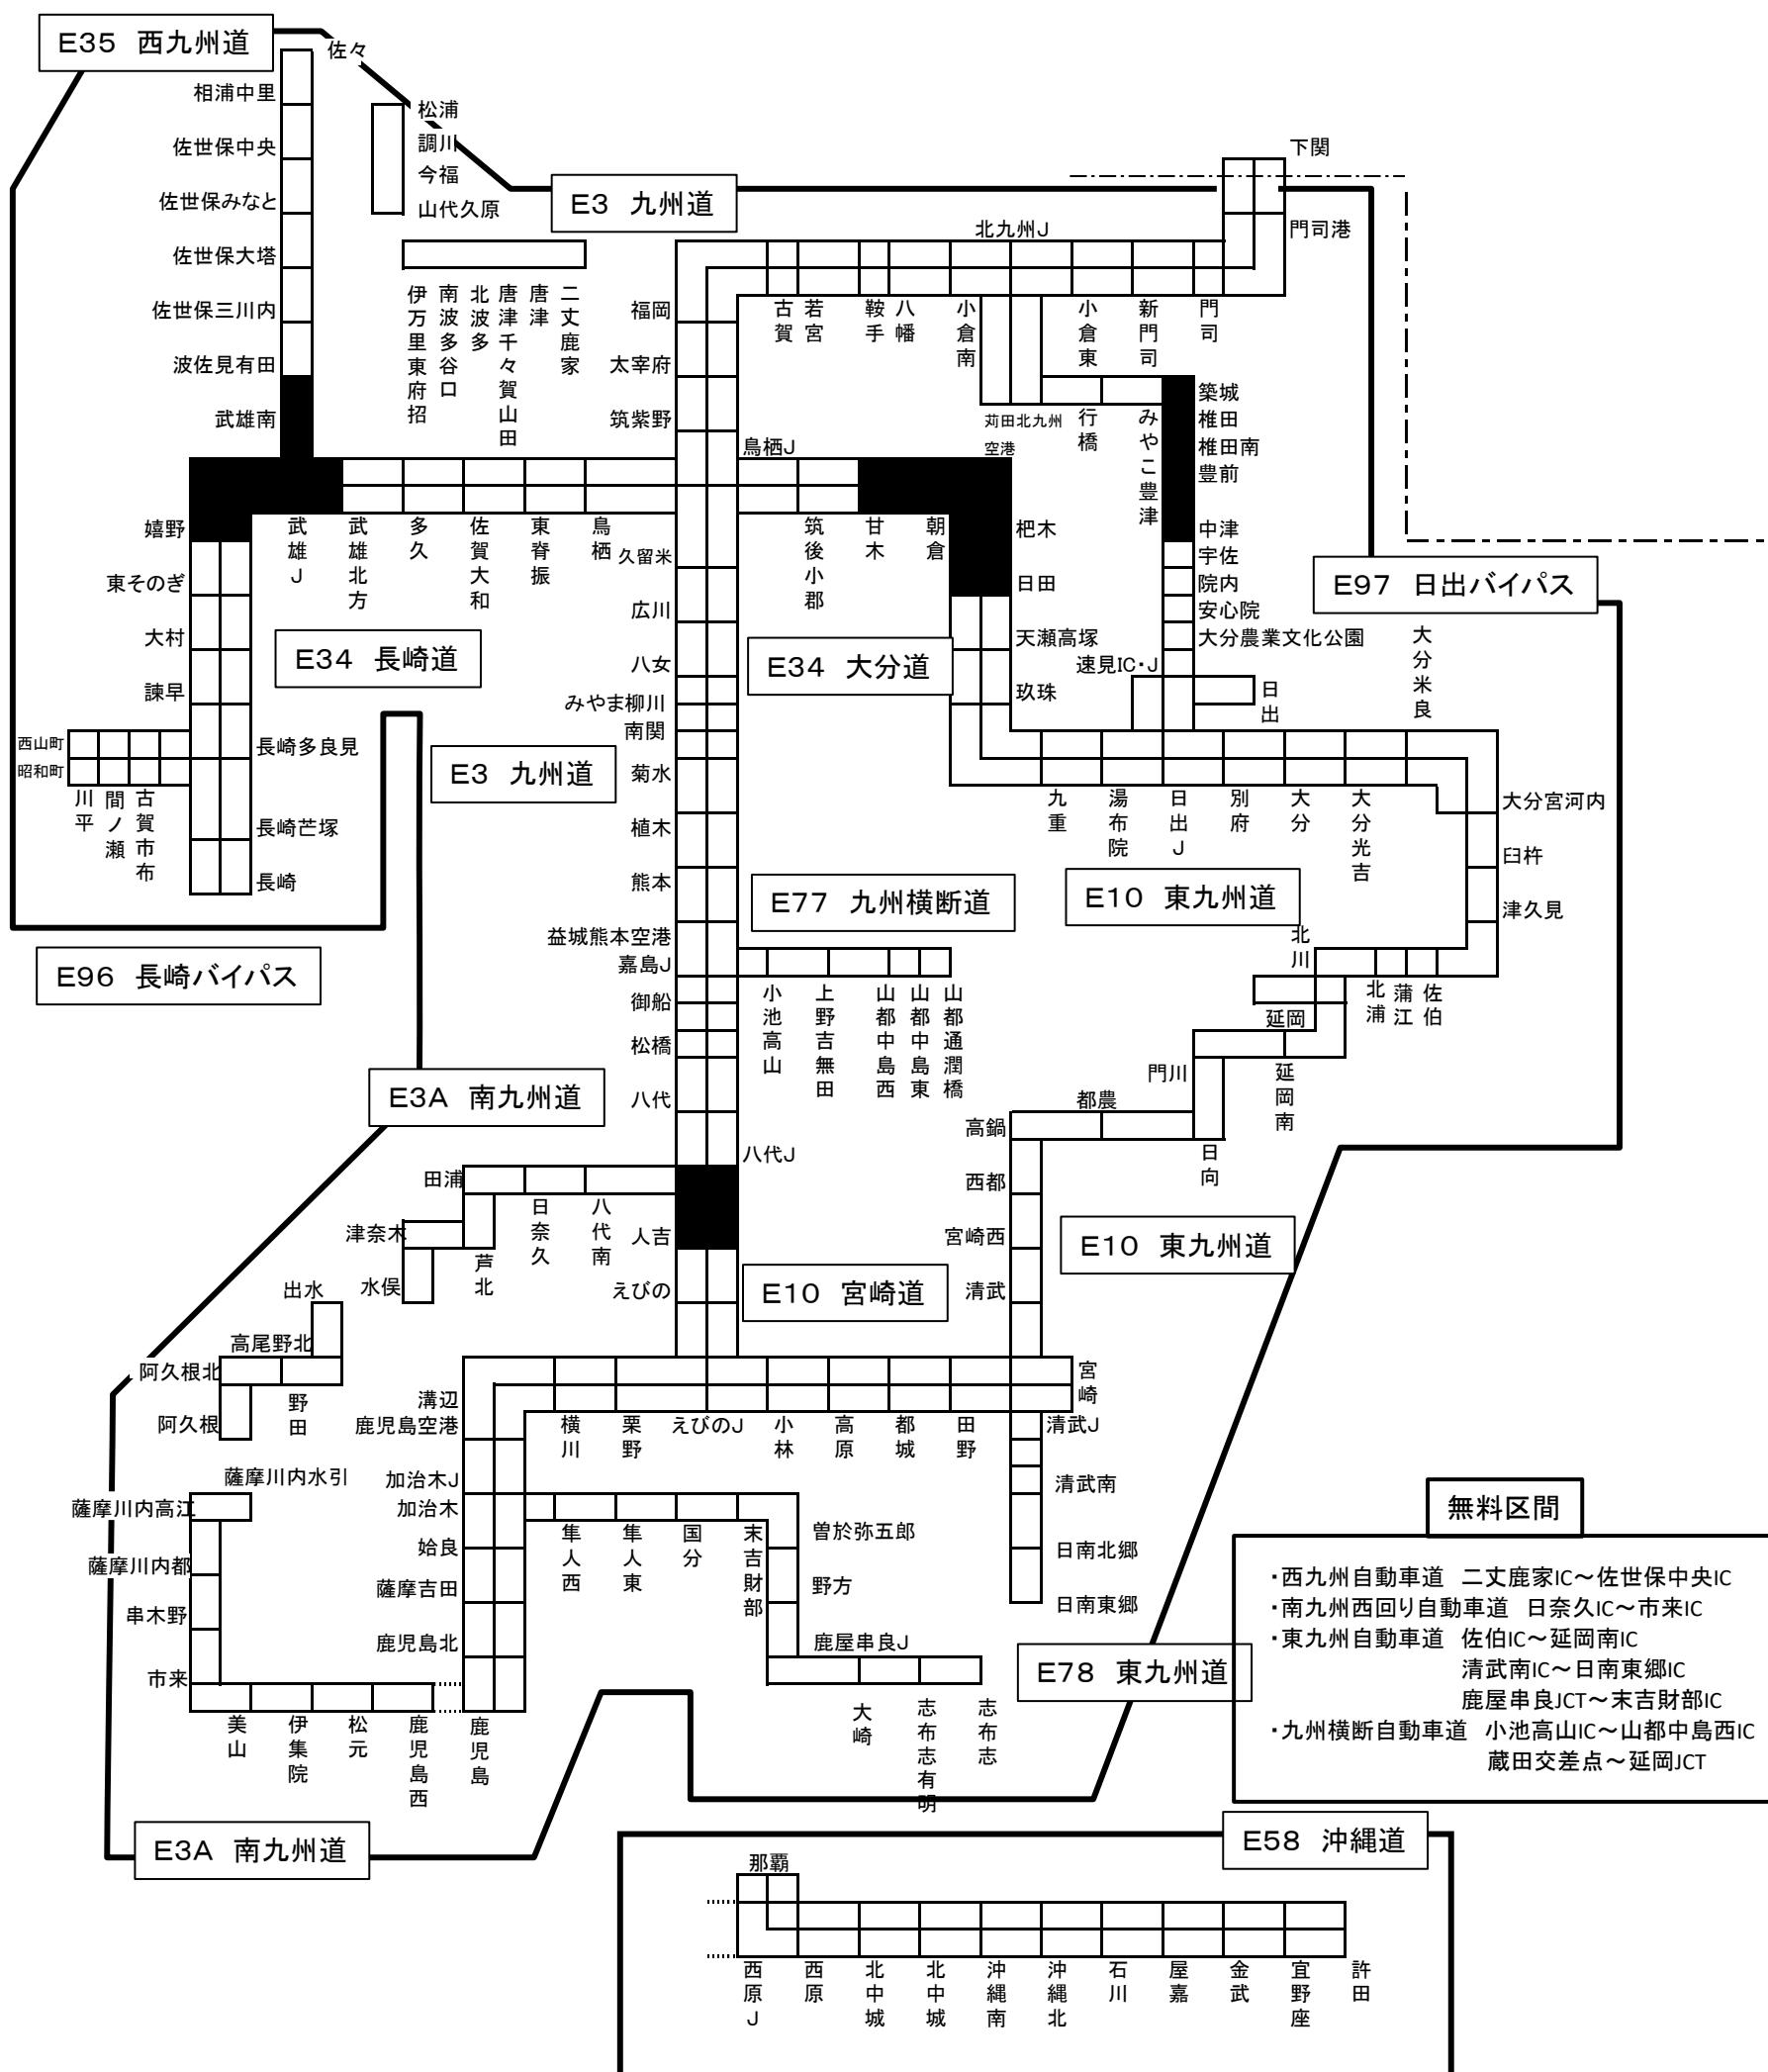 E35 西九州道
佐々
相浦中里
佐世保中央
佐世保みなと
佐世保大塔
佐世保三川内
波佐見有田
武雄南
松浦
調川
今福
山代久原
E3 九州道
下関
門司港
北九州J
伊万里東府招
南波多谷口
北波多
唐津千々賀山田
唐津
二丈鹿家
福岡
太宰府
筑紫野
古賀
若宮
鞍手
八幡
小倉南
小倉東
新門司
門司
苅田北九州
空港
行橋
みやこ豊津
築城
椎田
椎田南
豊前
中津
宇佐
院内
安心院
大分農業文化公園
速見IC・J
日出
鳥栖J
嬉野
東そのぎ
大村
諫早
武雄J
武雄北方
多久
佐賀大和
東脊振
鳥栖
久留米
筑後小郡
甘木
朝倉
杷木
日田
天瀬高塚
玖珠
E97 日出バイパス
大分米良
E34 長崎道
E34 大分道
広川
八女
みやま柳川
南関
菊水
植木
熊本
益城熊本空港
嘉島J
御船
松橋
八代
西山町
昭和町
長崎多良見
川平
間ノ瀬
古賀市布
長崎芒塚
長崎
E3 九州道
九重
湯布院
日出J
別府
大分
大分光吉
大分宮河内
臼杵
津久見
E77 九州横断道
E10 東九州道
E96 長崎バイパス
小池高山
上野吉無田
山都中島西
山都中島東
山都通潤橋
北川
延岡
北浦
蒲江
佐伯
延岡南
門川
都農
高鍋
日向
西都
宮崎西
清武
E3A 南九州道
八代J
田浦
日奈久
八代南
人吉
津奈木
水俣
芦北
えびの
E10 宮崎道
E10 東九州道
出水
高尾野北
阿久根北
野田
阿久根
溝辺
鹿児島空港
横川
栗野
えびのJ
小林
高原
都城
田野
宮崎
清武J
清武南
日南北郷
日南東郷
薩摩川内水引
薩摩川内高江
薩摩川内都
串木野
市来
加治木J
加治木
姶良
薩摩吉田
鹿児島北
隼人西
隼人東
国分
末吉財部
曽於弥五郎
野方
鹿屋串良J
大崎
志布志有明
志布志
美山
伊集院
松元
鹿児島西
鹿児島
E78 東九州道
無料区間
・西九州自動車道 二丈鹿家IC～佐世保中央IC
・南九州西回り自動車道 日奈久IC～市来IC
・東九州自動車道 佐伯IC～延岡南IC
清武南IC～日南東郷IC
鹿屋串良JCT～末吉財部IC
・九州横断自動車道 小池高山IC～山都中島西IC
蔵田交差点～延岡JCT
E3A 南九州道
E58 沖縄道
那覇
西原J
西原
北中城
北中城
沖縄南
沖縄北
石川
屋嘉
金武
宜野座
許田